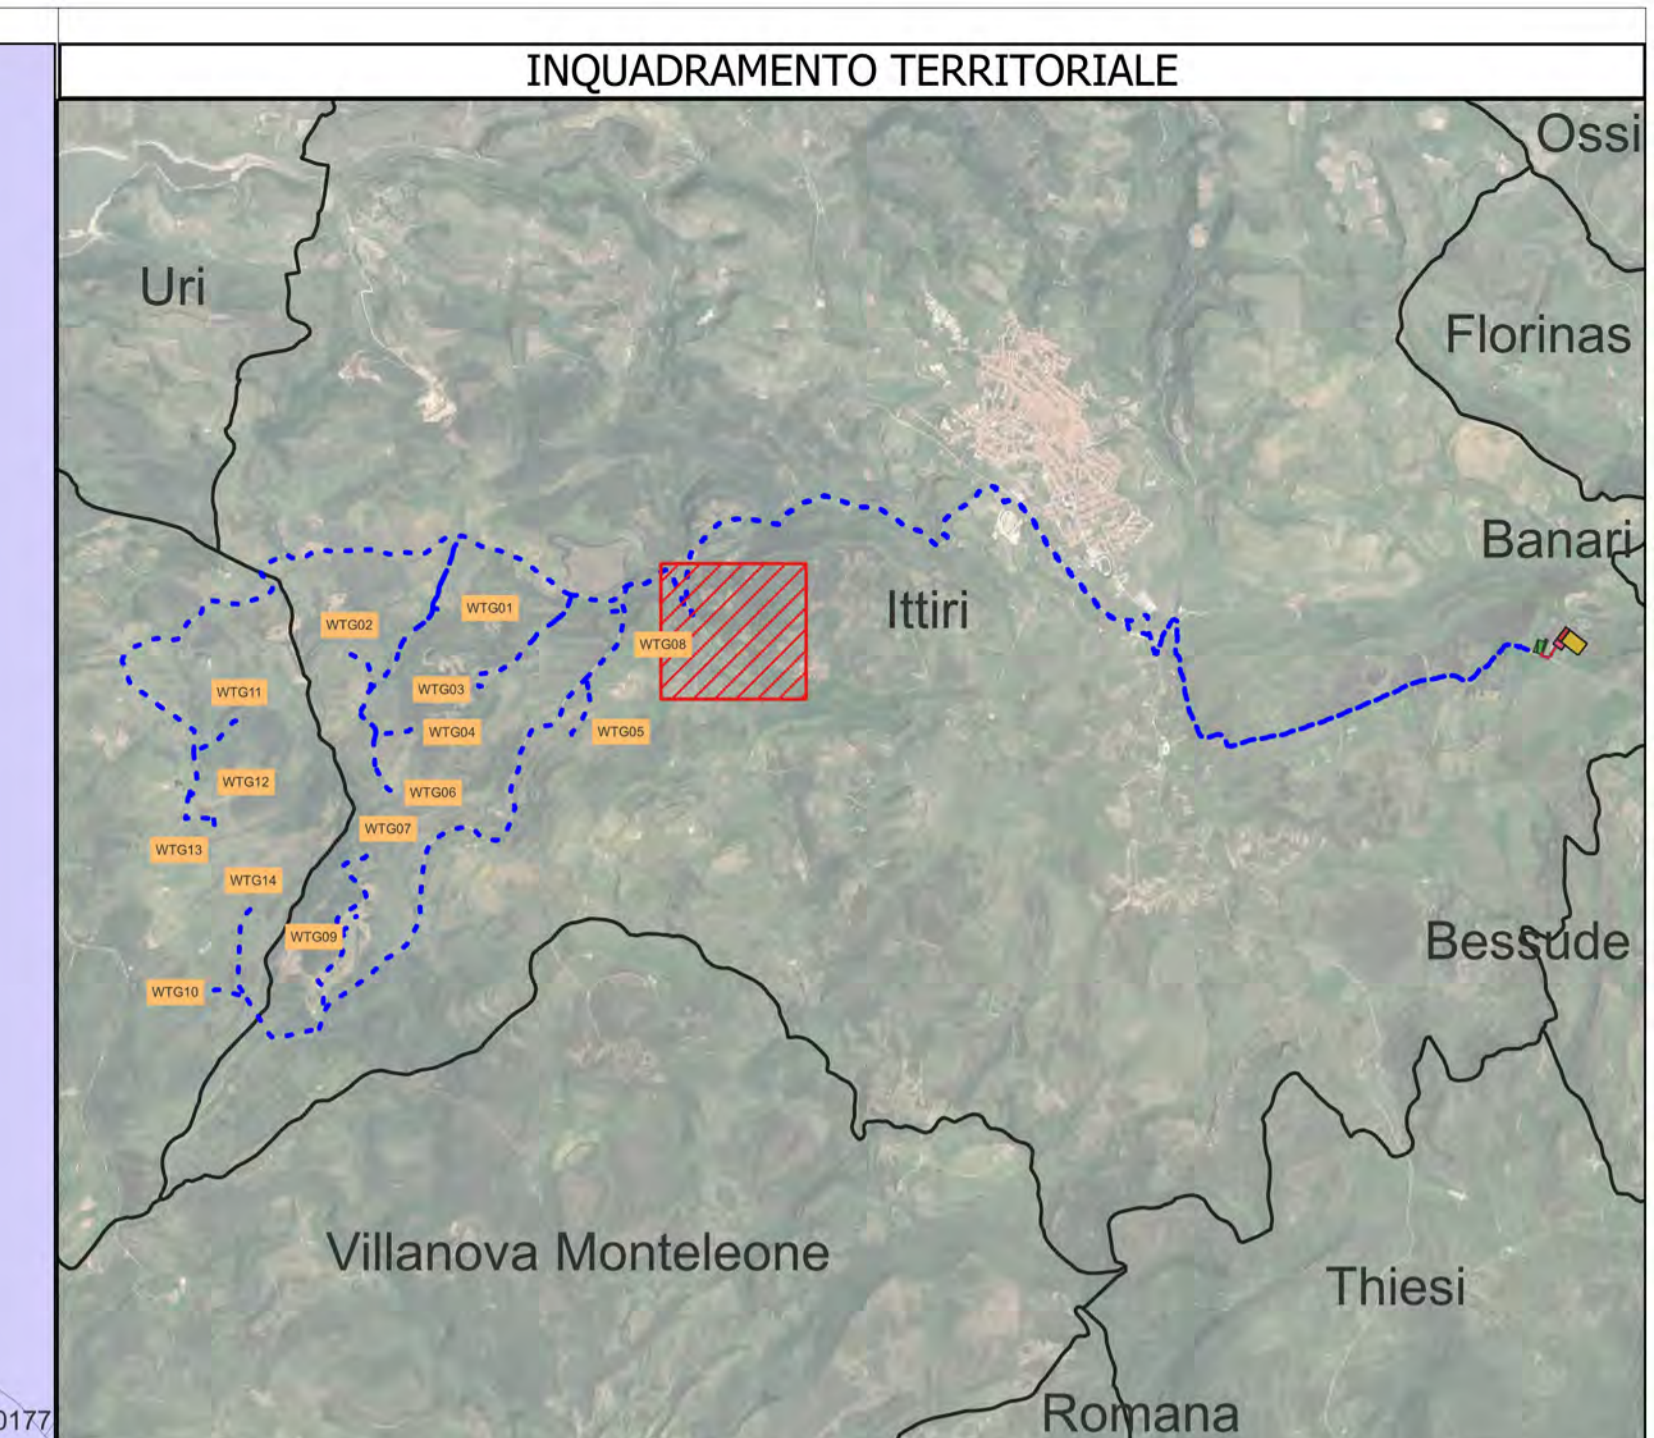 INQUADRAMENTO TERRITORIALE
Ossi
Uri
Florinas
Banari
Ittiri
WTG01
WTG02
WTG08
WTG03
WTG11
WTG04
WTG05
WTG12
WTG06
WTG07
WTG13
WTG14
WTG09
Bessude
WTG10
Villanova Monteleone
Thiesi
Romana
0177